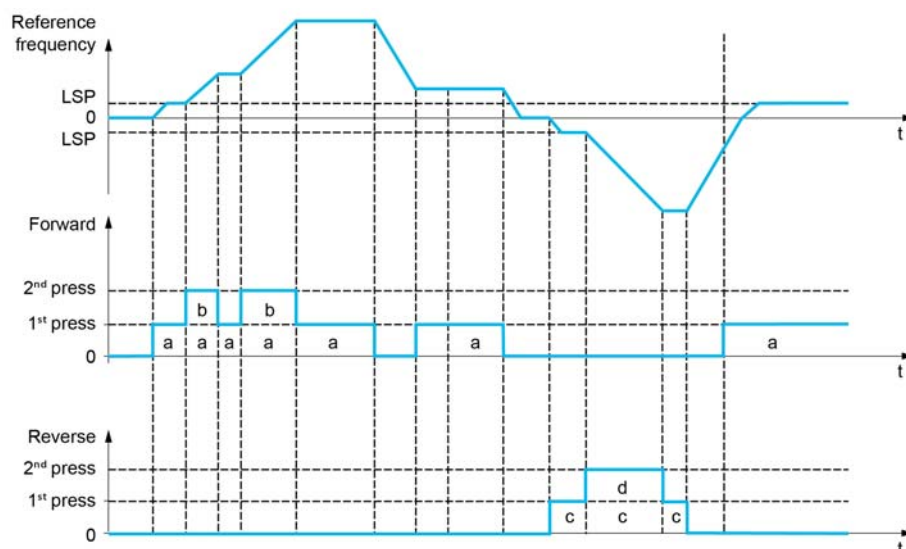 Reference
frequency
LSP
0
LSP
t
Forward
2nd press
b b
1st press
a a a a a a a
0
t
Reverse
2nd press
d
1st press
c c c
0
t